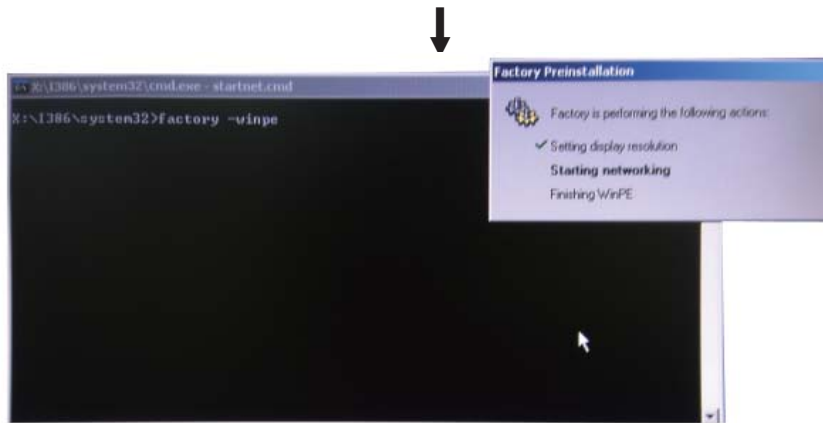 X:\I386\system32\cmd.exe - startnet.cmd
X:\I386\system32>factory -winpe
Factory Preinstallation
Factory is performing the following actions:
Setting display resolution
Starting networking
Finishing WinPE